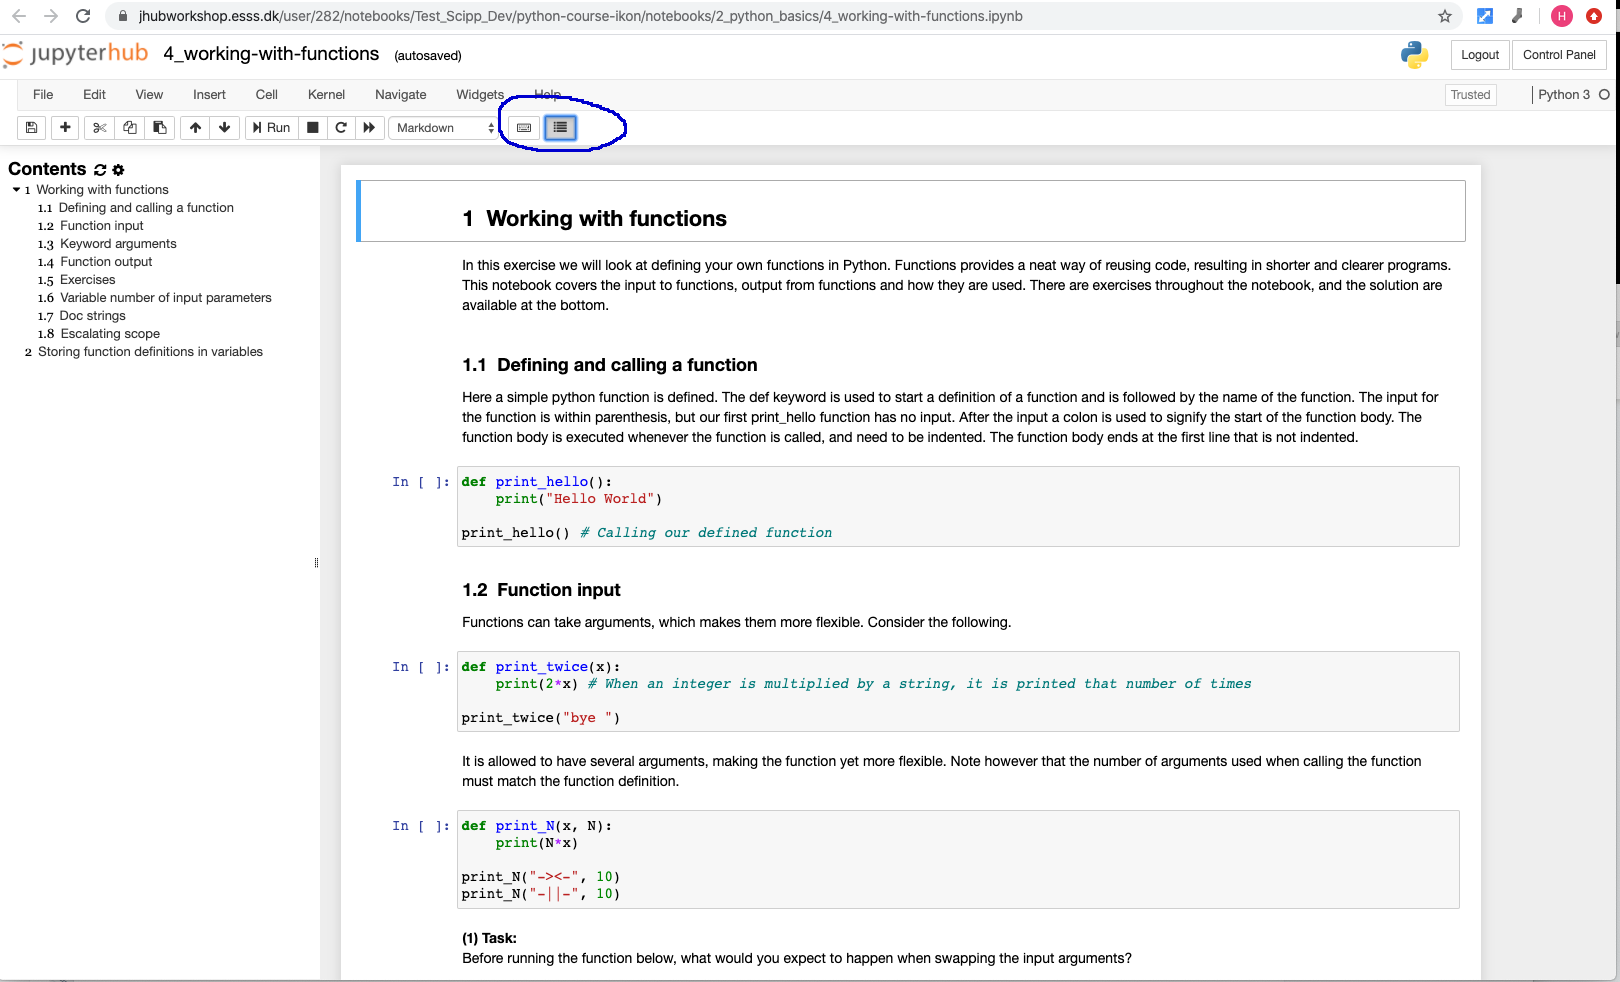 jhubworkshop.esss.dk/user/282/notebooks/Test_Scipp_Dev/python-course-ikon/notebooks/2_python_basics/4_working-with-functions.ipynb
H
jupyterhub 4_working-with-functions (autosaved)
Logout Control Panel
File Edit View Insert Cell Kernel Navigate Widgets Help
Trusted Python 3
Run Markdown
Contents
1 Working with functions
1.1 Defining and calling a function
1.2 Function input
1.3 Keyword arguments
1.4 Function output
1.5 Exercises
1.6 Variable number of input parameters
1.7 Doc strings
1.8 Escalating scope
2 Storing function definitions in variables
1 Working with functions
In this exercise we will look at defining your own functions in Python. Functions provides a neat way of reusing code, resulting in shorter and clearer programs.
This notebook covers the input to functions, output from functions and how they are used. There are exercises throughout the notebook, and the solution are
available at the bottom.
1.1 Defining and calling a function
Here a simple python function is defined. The def keyword is used to start a definition of a function and is followed by the name of the function. The input for
the function is within parenthesis, but our first print_hello function has no input. After the input a colon is used to signify the start of the function body. The
function body is executed whenever the function is called, and need to be indented. The function body ends at the first line that is not indented.
In [ ]: def print_hello():
print("Hello World")
print_hello() # Calling our defined function
1.2 Function input
Functions can take arguments, which makes them more flexible. Consider the following.
In [ ]: def print_twice(x):
print(2*x) # When an integer is multiplied by a string, it is printed that number of times
print_twice("bye ")
It is allowed to have several arguments, making the function yet more flexible. Note however that the number of arguments used when calling the function
must match the function definition.
In [ ]: def print_N(x, N):
print(N*x)
print_N("-><-", 10)
print_N("-||-", 10)
(1) Task:
Before running the function below, what would you expect to happen when swapping the input arguments?